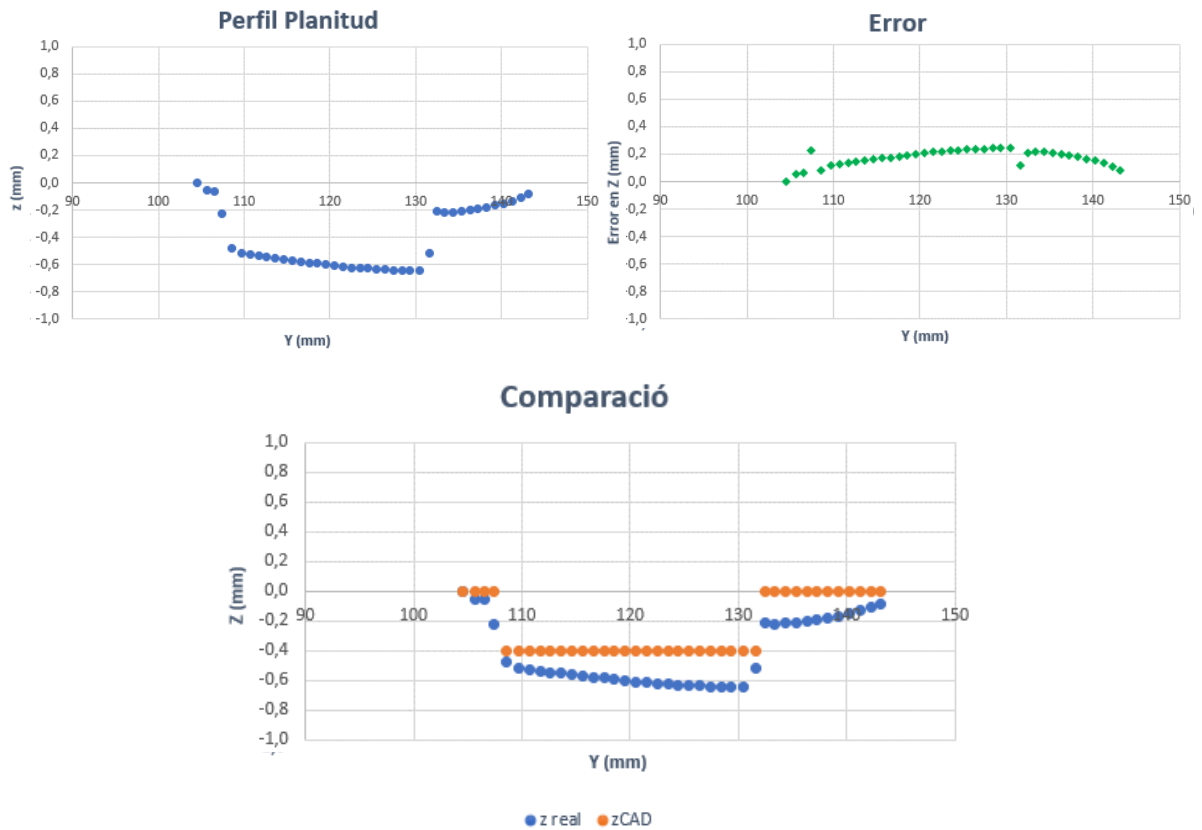 Perfil Planitud
1,0
0,8
0,6
0,4
0,2
0,0
-0,2
-0,4
-0,6
-0,8
-1,0
90 100 110 120 130 140 150
z (mm)
Y (mm)
Error
1,0
0,8
0,6
0,4
0,2
0,0
-0,2
-0,4
-0,6
-0,8
-1,0
90 100 110 120 130 140 150
Error en Z (mm)
Y (mm)
Comparació
1,0
0,8
0,6
0,4
0,2
0,0
-0,2
-0,4
-0,6
-0,8
-1,0
90 100 110 120 130 140 150
Z (mm)
Y (mm)
z real zCAD